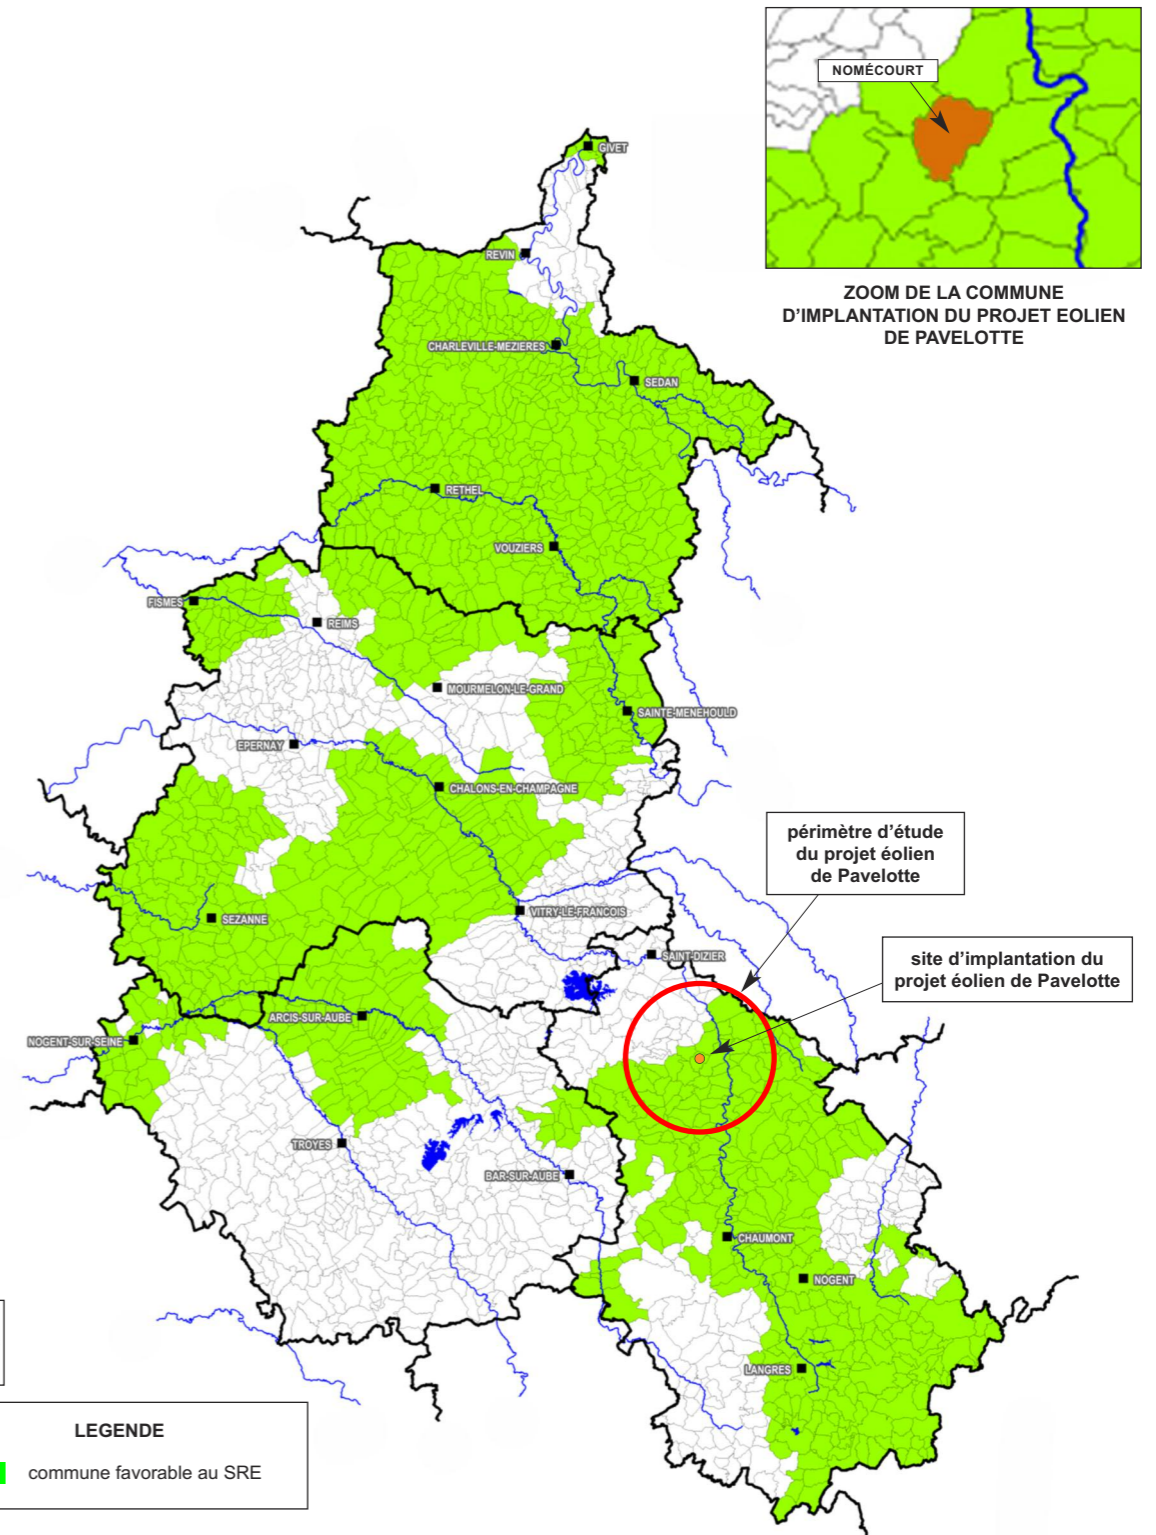 NOMÉCOURT
ZOOM DE LA COMMUNE
D'IMPLANTATION DU PROJET EOLIEN
DE PAVELOTTE
GIVET
REVIN
CHARLEVILLE-MEZIERES
SEDAN
RETHEL
VOUZIERS
FISMES
REIMS
MOURMELON-LE-GRAND
SAINTE-MENEHOULD
EPERNAY
CHALONS-EN-CHAMPAGNE
périmètre d'étude
du projet éolien
de Pavelotte
SEZANNE
VITRY-LE-FRANCOIS
SAINT-DIZIER
site d'implantation du
projet éolien de Pavelotte
ARCIS-SUR-AUBE
NOGENT-SUR-SEINE
TROYES
BAR-SUR-AUBE
CHAUMONT
NOGENT
LANGRES
LEGENDE
commune favorable au SRE